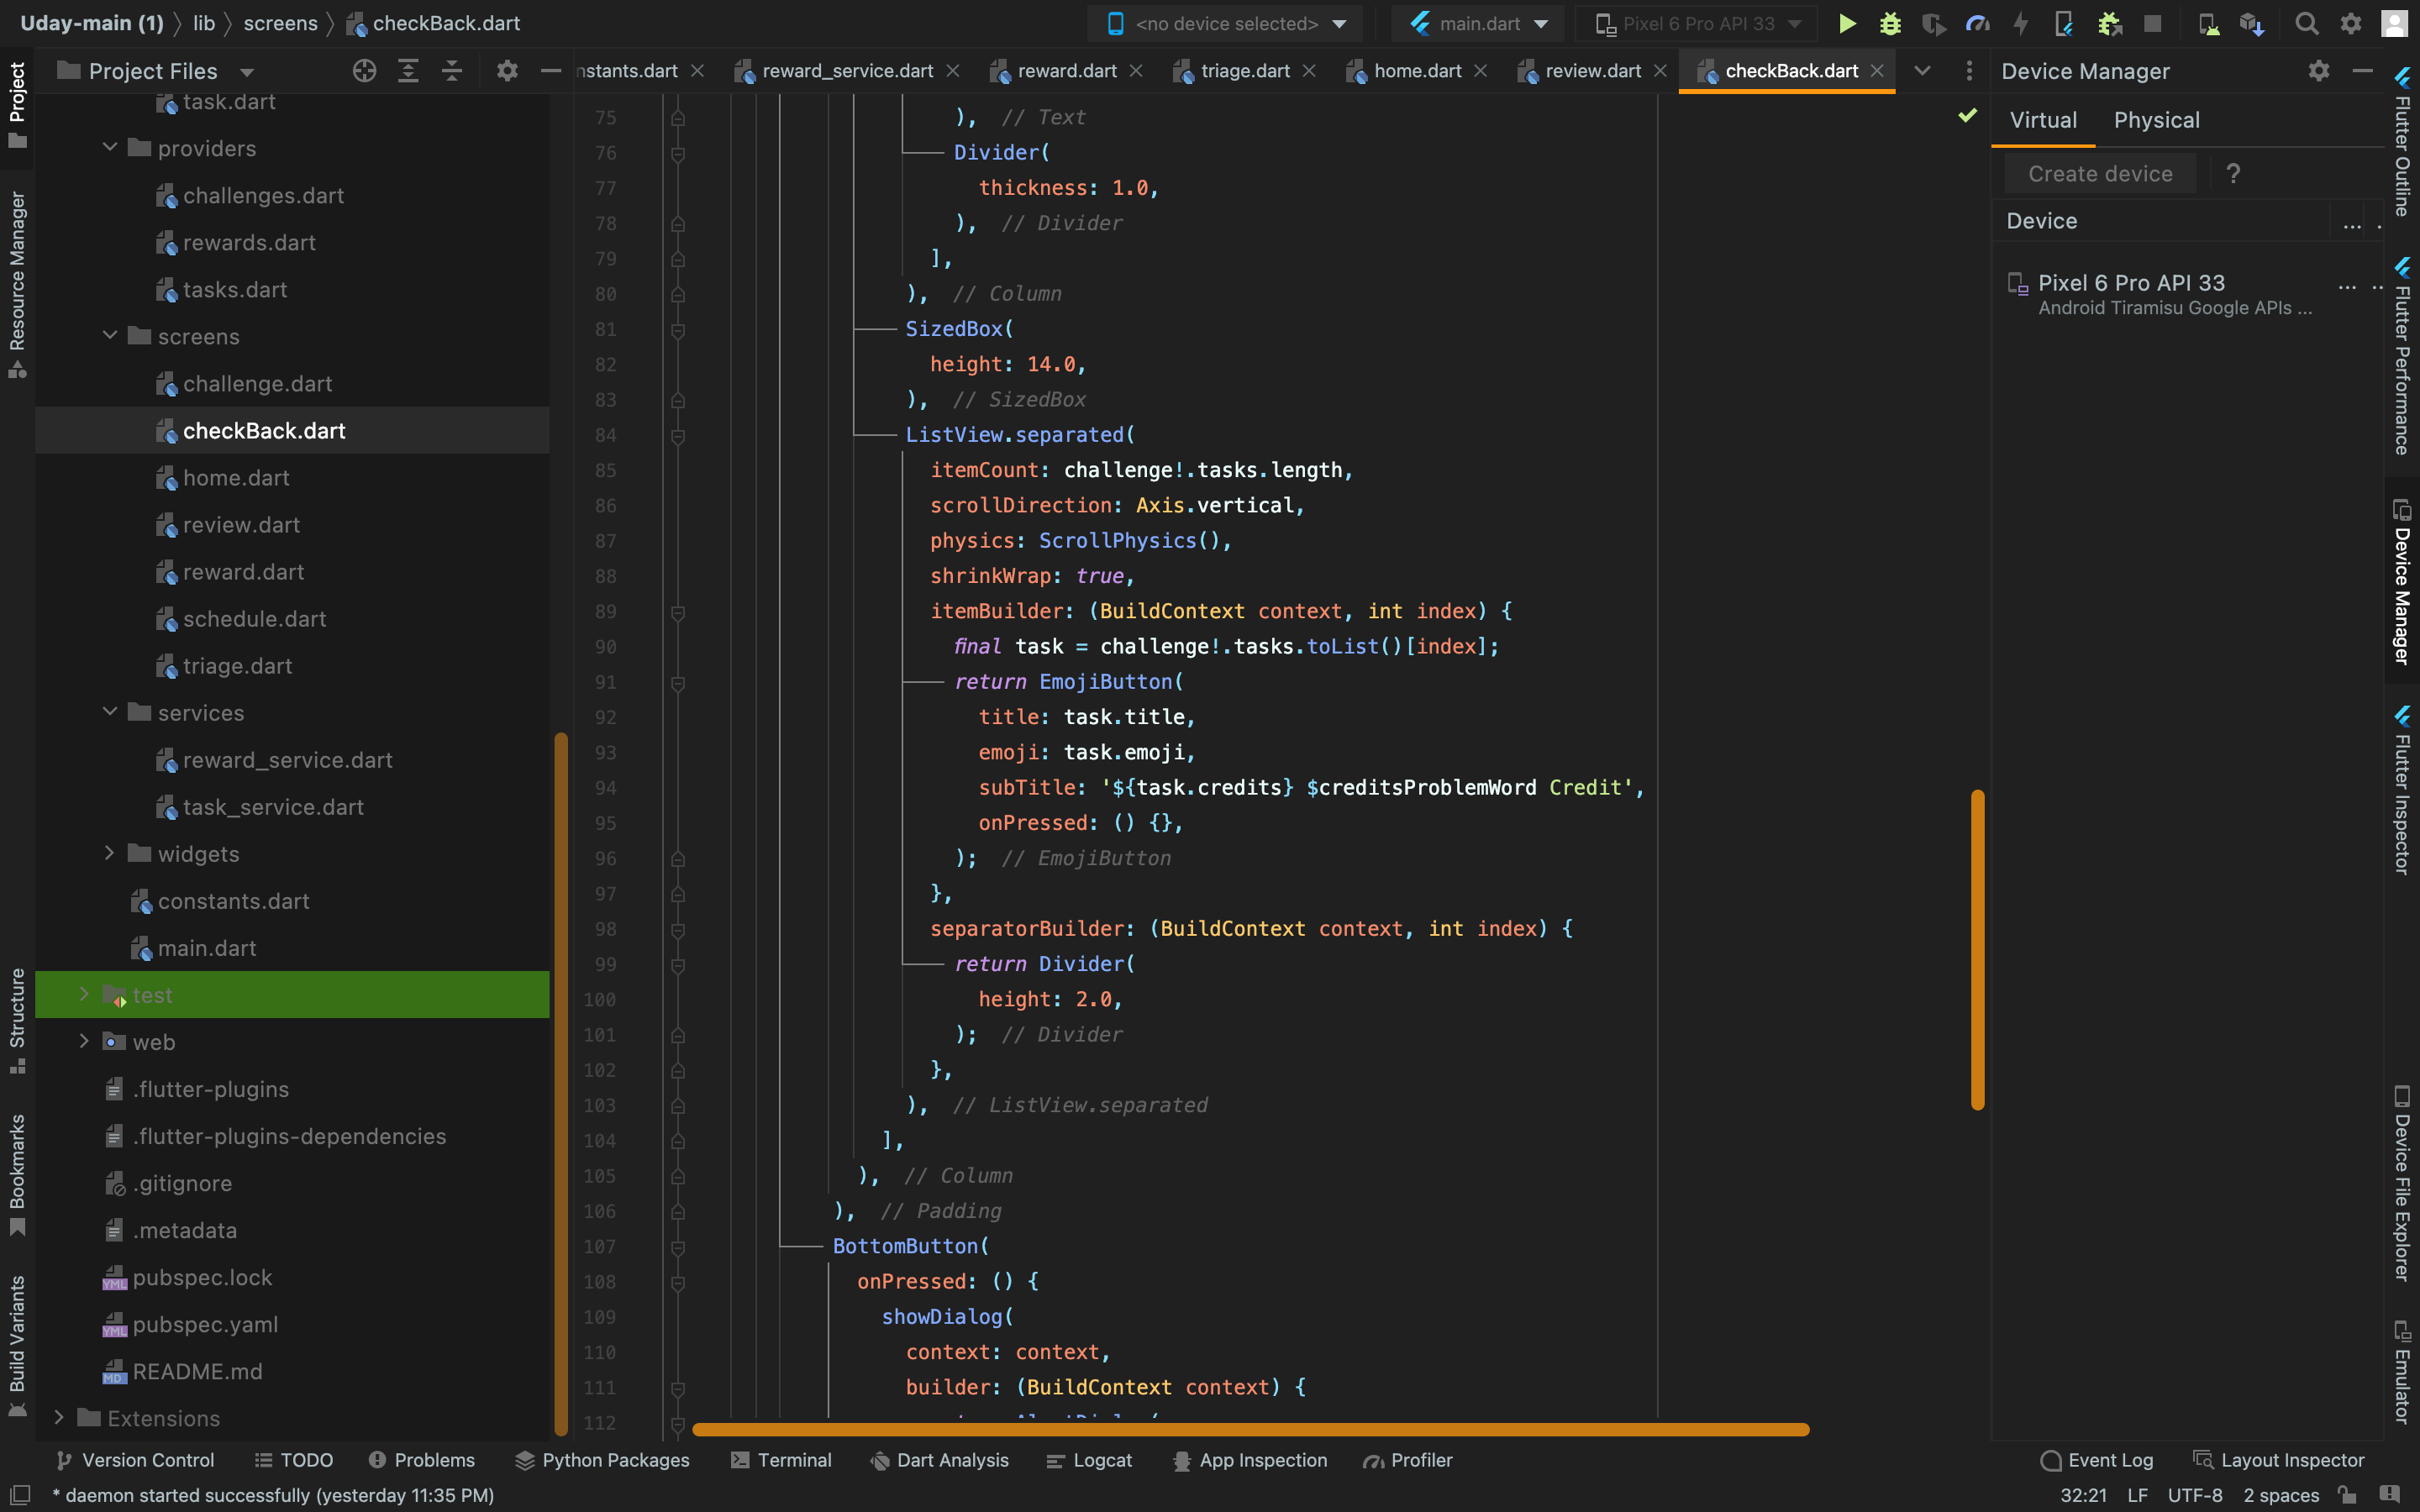 Uday-main (1) 〉 lib 〉 screens 〉 checkBack.dart
<no device selected>
main.dart
Pixel 6 Pro API 33
Project
Resource Manager
Structure
Bookmarks
Build Variants
Project Files
task.dart
providers
challenges.dart
rewards.dart
tasks.dart
screens
challenge.dart
checkBack.dart
home.dart
review.dart
reward.dart
schedule.dart
triage.dart
services
reward_service.dart
task_service.dart
widgets
constants.dart
main.dart
test
web
.flutter-plugins
.flutter-plugins-dependencies
.gitignore
.metadata
YML pubspec.lock
YML pubspec.yaml
MD README.md
Extensions
nstants.dart
reward_service.dart
reward.dart
triage.dart
home.dart
review.dart
checkBack.dart
75 ), // Text
76 Divider(
77 thickness: 1.0,
78 ), // Divider
79 ],
80 ), // Column
81 SizedBox(
82 height: 14.0,
83 ), // SizedBox
84 ListView.separated(
85 itemCount: challenge!.tasks.length,
86 scrollDirection: Axis.vertical,
87 physics: ScrollPhysics(),
88 shrinkWrap: true,
89 itemBuilder: (BuildContext context, int index) {
90 final task = challenge!.tasks.toList()[index];
91 return EmojiButton(
92 title: task.title,
93 emoji: task.emoji,
94 subTitle: '${task.credits} $creditsProblemWord Credit',
95 onPressed: () {},
96 ); // EmojiButton
97 },
98 separatorBuilder: (BuildContext context, int index) {
99 return Divider(
100 height: 2.0,
101 ); // Divider
102 },
103 ), // ListView.separated
104 ],
105 ), // Column
106 ), // Padding
107 BottomButton(
108 onPressed: () {
109 showDialog(
110 context: context,
111 builder: (BuildContext context) {
112
Device Manager
Virtual Physical
Create device ?
Device ...
Pixel 6 Pro API 33 ...
Android Tiramisu Google APIs ...
Flutter Outline
Flutter Performance
Device Manager
Flutter Inspector
Device File Explorer
Emulator
Version Control
TODO
Problems
Python Packages
Terminal
Dart Analysis
Logcat
App Inspection
Profiler
Event Log
Layout Inspector
* daemon started successfully (yesterday 11:35 PM)
32:21 LF UTF-8 2 spaces